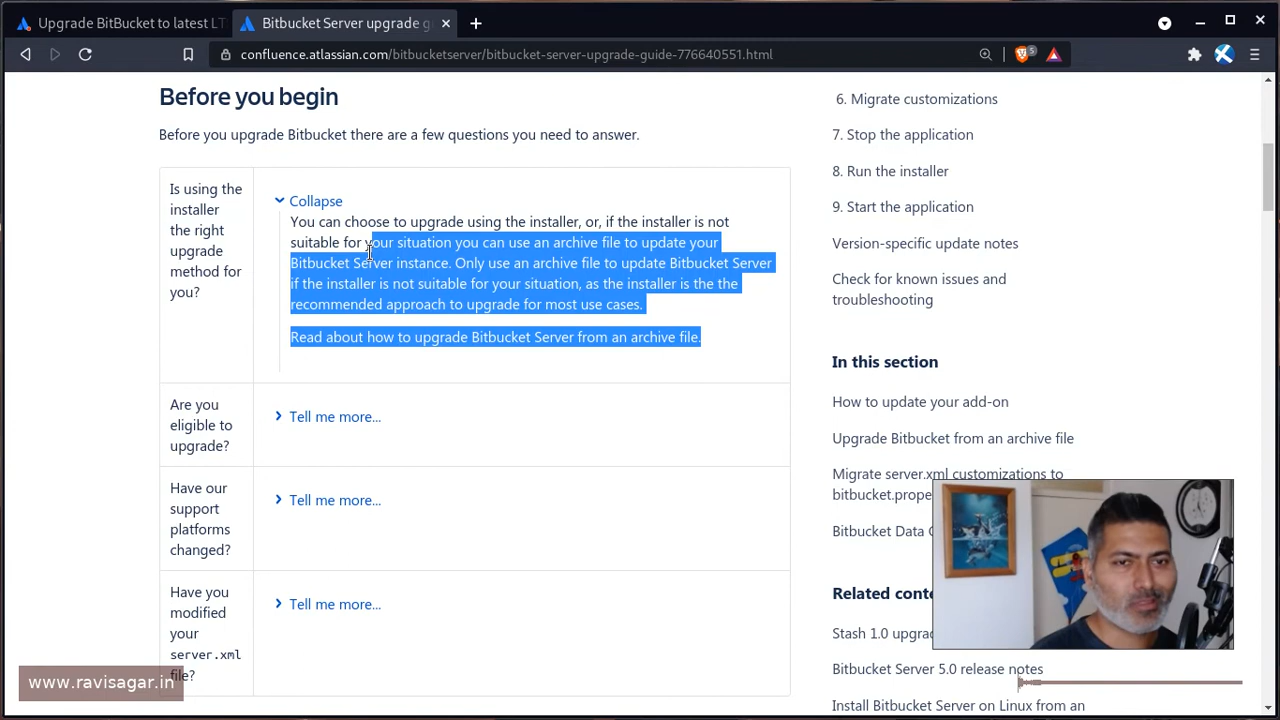 Upgrade BitBucket to latest LT
Bitbucket Server upgrade g
confluence.atlassian.com/bitbucketserver/bitbucket-server-upgrade-guide-776640551.html
5
Before you begin
Before you upgrade Bitbucket there are a few questions you need to answer.
Is using the
installer
the right
upgrade
method for
you?
Collapse
You can choose to upgrade using the installer, or, if the installer is not
suitable for your situation you can use an archive file to update your
Bitbucket Server instance. Only use an archive file to update Bitbucket Server
if the installer is not suitable for your situation, as the installer is the the
recommended approach to upgrade for most use cases.
Read about how to upgrade Bitbucket Server from an archive file.
Are you
eligible to
upgrade?
Tell me more...
Have our
support
platforms
changed?
Tell me more...
Have you
modified
your
server.xml
file?
Tell me more...
6. Migrate customizations
7. Stop the application
8. Run the installer
9. Start the application
Version-specific update notes
Check for known issues and
troubleshooting
In this section
How to update your add-on
Upgrade Bitbucket from an archive file
Migrate server.xml customizations to
bitbucket.prope
Bitbucket Data C
Related conte
Stash 1.0 upgrad
Bitbucket Server 5.0 release notes
Install Bitbucket Server on Linux from an
www.ravisagar.in